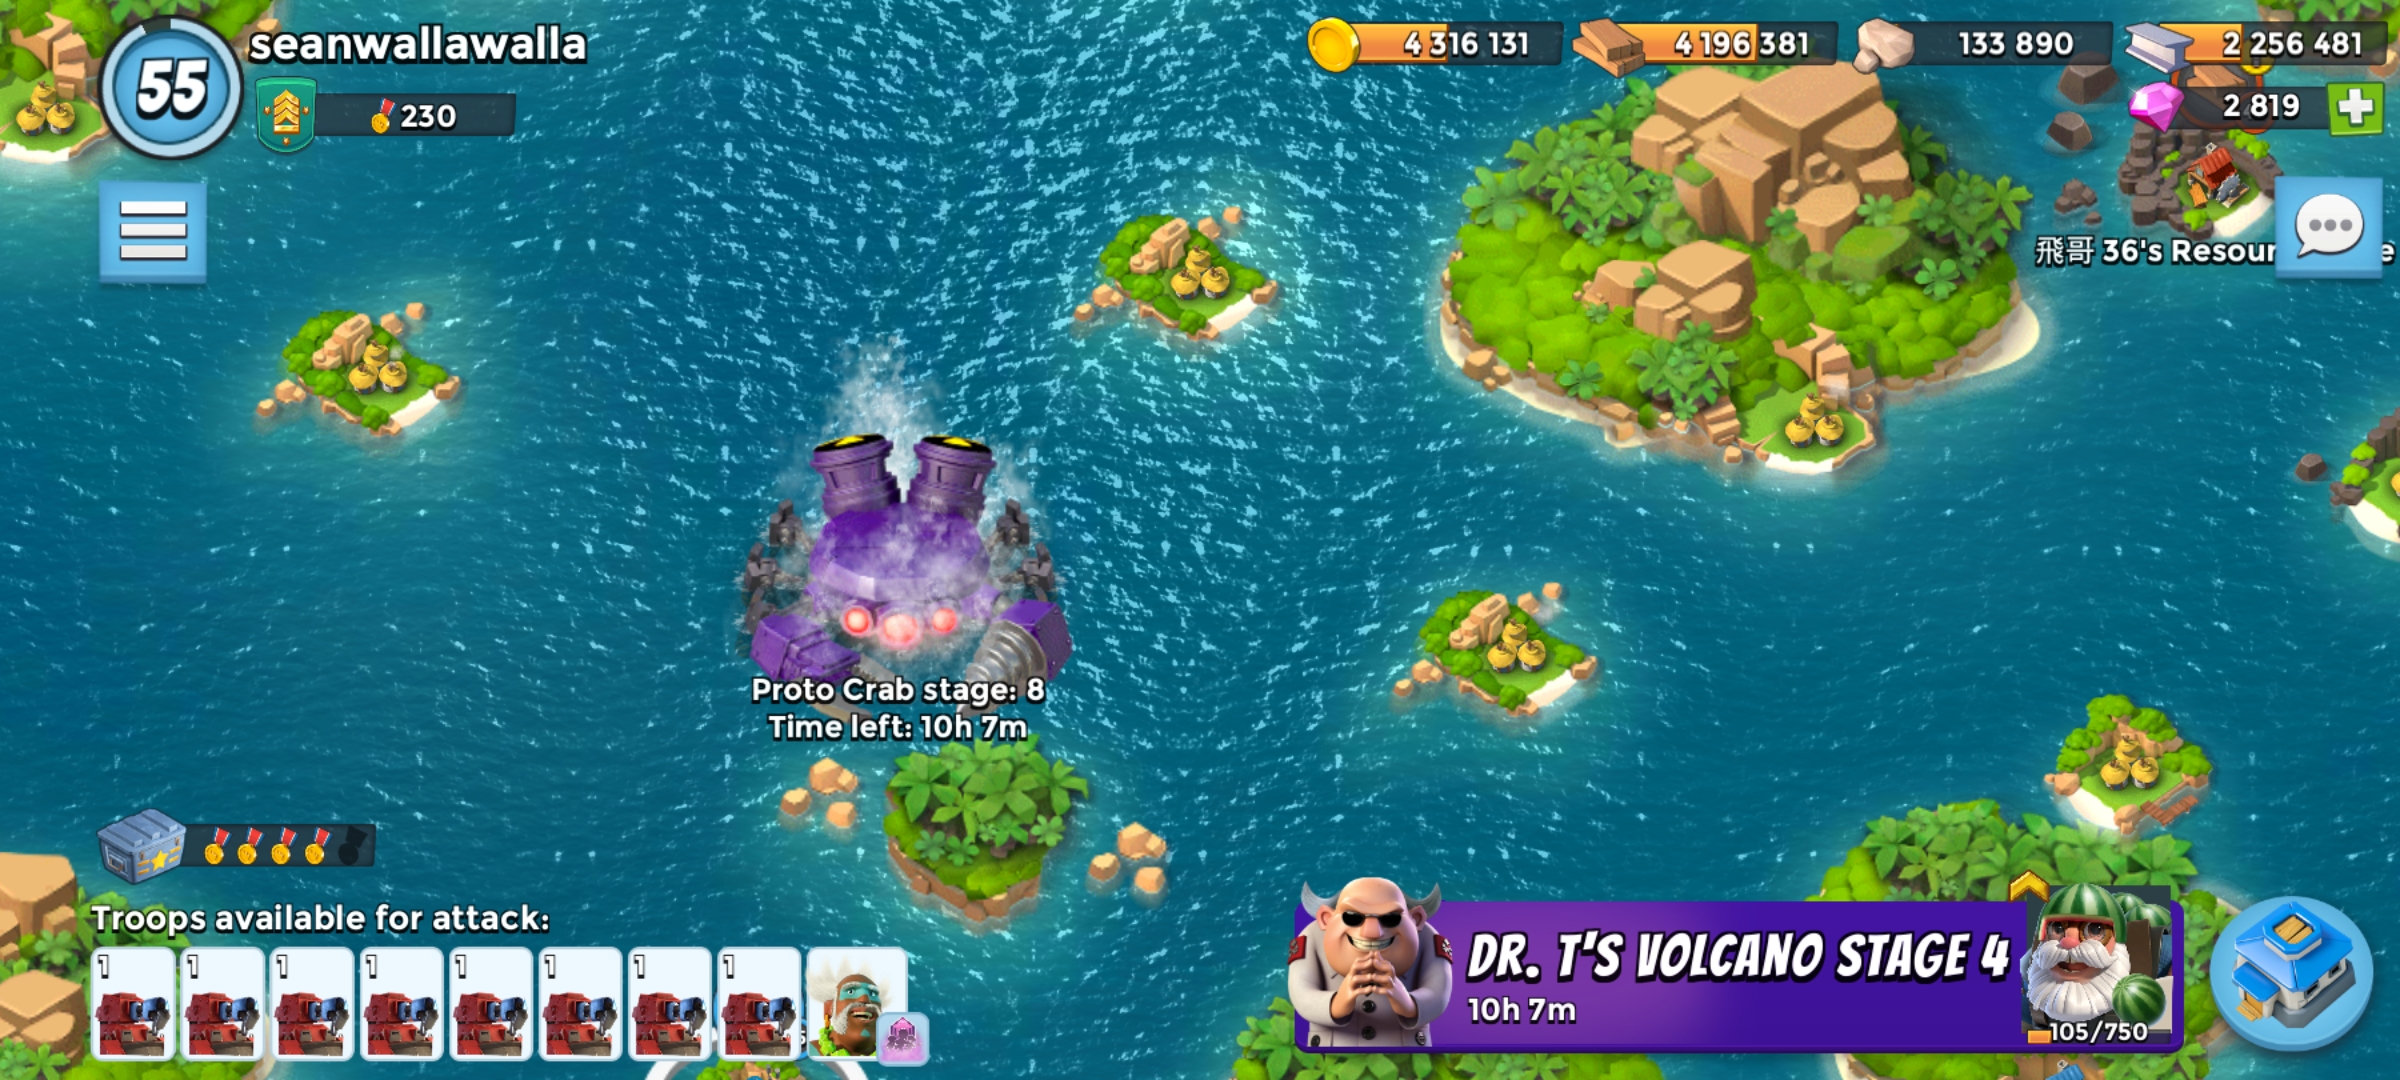 55
seanwallawalla
230
4 316 131
4 196 381
133 890
2 256 481
2 819
飛哥 36's Resour
Proto Crab stage: 8
Time left: 10h 7m
Troops available for attack:
1 1 1 1 1 1 1 1
DR. T'S VOLCANO STAGE 4
10h 7m
105/750